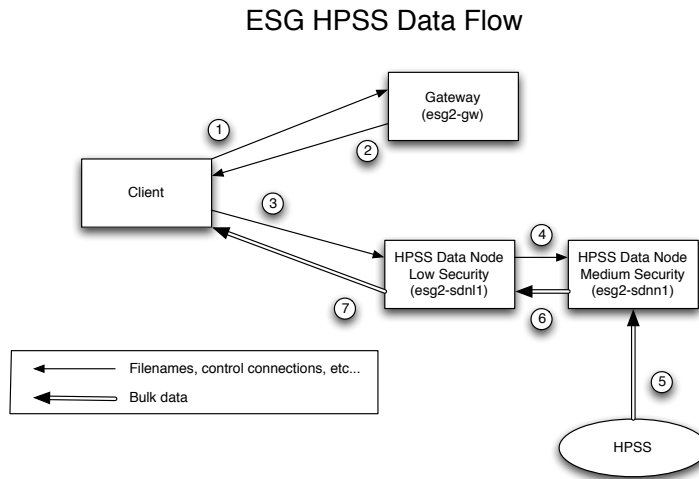 ESG HPSS Data Flow
Gateway
(esg2-gw)
1
2
Client
3
4
HPSS Data Node
Low Security
(esg2-sdnl1)
HPSS Data Node
Medium Security
(esg2-sdnn1)
7
6
Filenames, control connections, etc...
Bulk data
5
HPSS